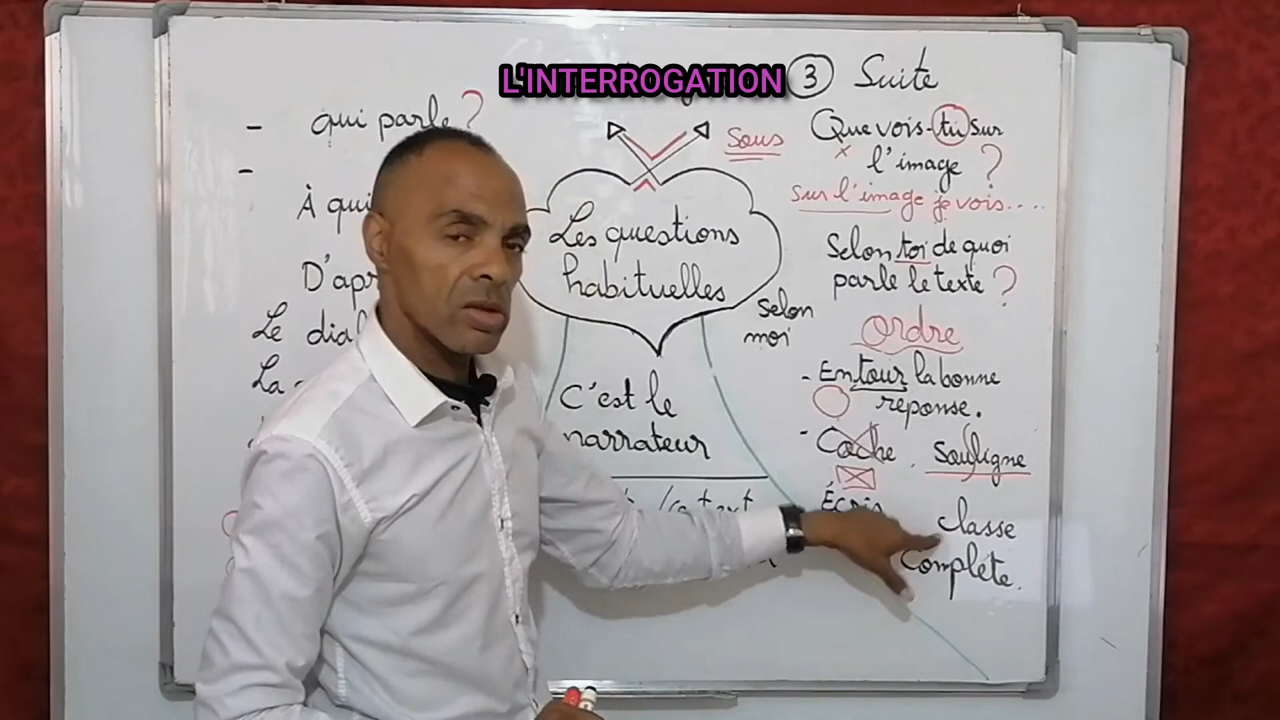 L'INTERROGATION
3 Suite
- qui parle ?
-
À qui
D'apr
Le dial
La
Sous
Les questions
habituelles
Selon
moi
C'est le
narrateur
Que vois-tu sur
l'image ?
Sur l'image je vois....
Selon toi de quoi
parle le texte ?
Ordre
- Entour la bonne
réponse.
- Coche . Souligne
Écris
classe
Complète.